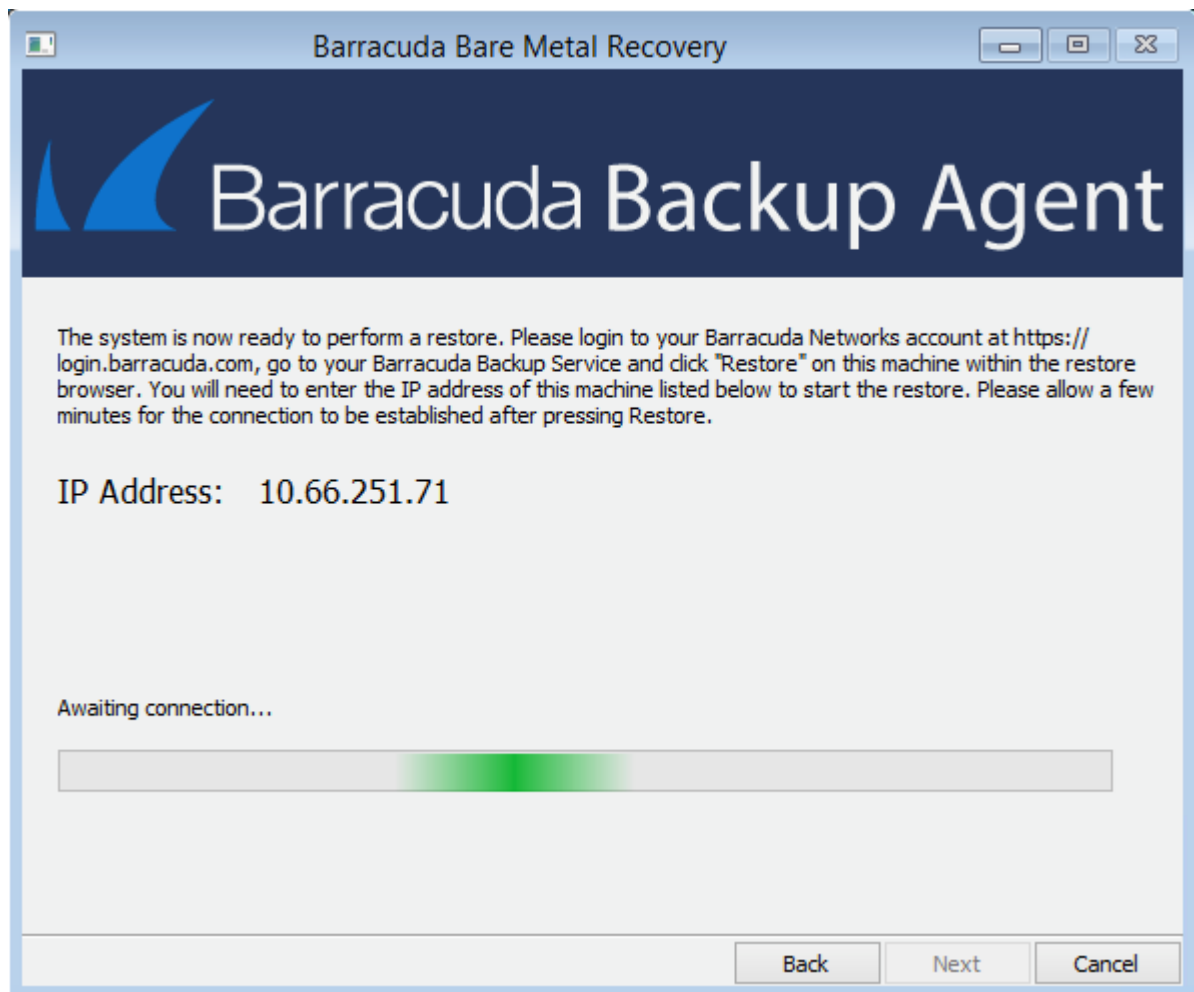 Barracuda Bare Metal Recovery
Barracuda Backup Agent
The system is now ready to perform a restore. Please login to your Barracuda Networks account at https://
login.barracuda.com, go to your Barracuda Backup Service and click "Restore" on this machine within the restore
browser. You will need to enter the IP address of this machine listed below to start the restore. Please allow a few
minutes for the connection to be established after pressing Restore.
IP Address: 10.66.251.71
Awaiting connection...
Back Next Cancel